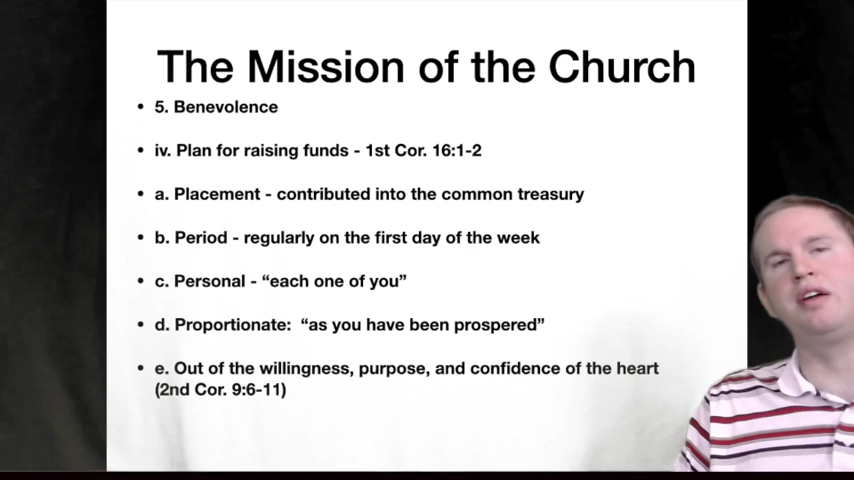 The Mission of the Church
• 5. Benevolence
• iv. Plan for raising funds - 1st Cor. 16:1-2
• a. Placement - contributed into the common treasury
• b. Period - regularly on the first day of the week
• c. Personal - “each one of you”
• d. Proportionate: “as you have been prospered”
• e. Out of the willingness, purpose, and confidence of the heart
(2nd Cor. 9:6-11)